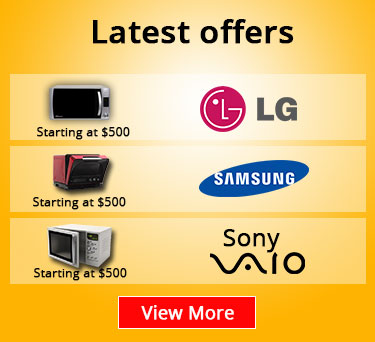 Latest offers
Starting at $500
LG
Starting at $500
SAMSUNG
Starting at $500
Sony
VAIO
View More